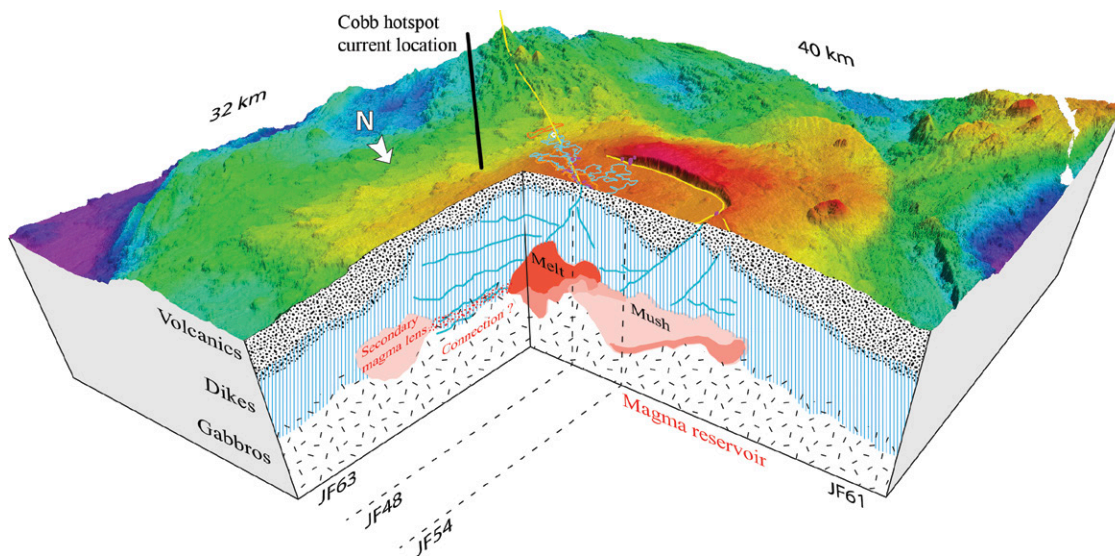 Cobb hotspot
current location
40 km
32 km
N
Melt
Mush
Secondary
magma lens
Connection ?
Volcanics
Dikes
Gabbros
Magma reservoir
JF63
JF48
JF54
JF61